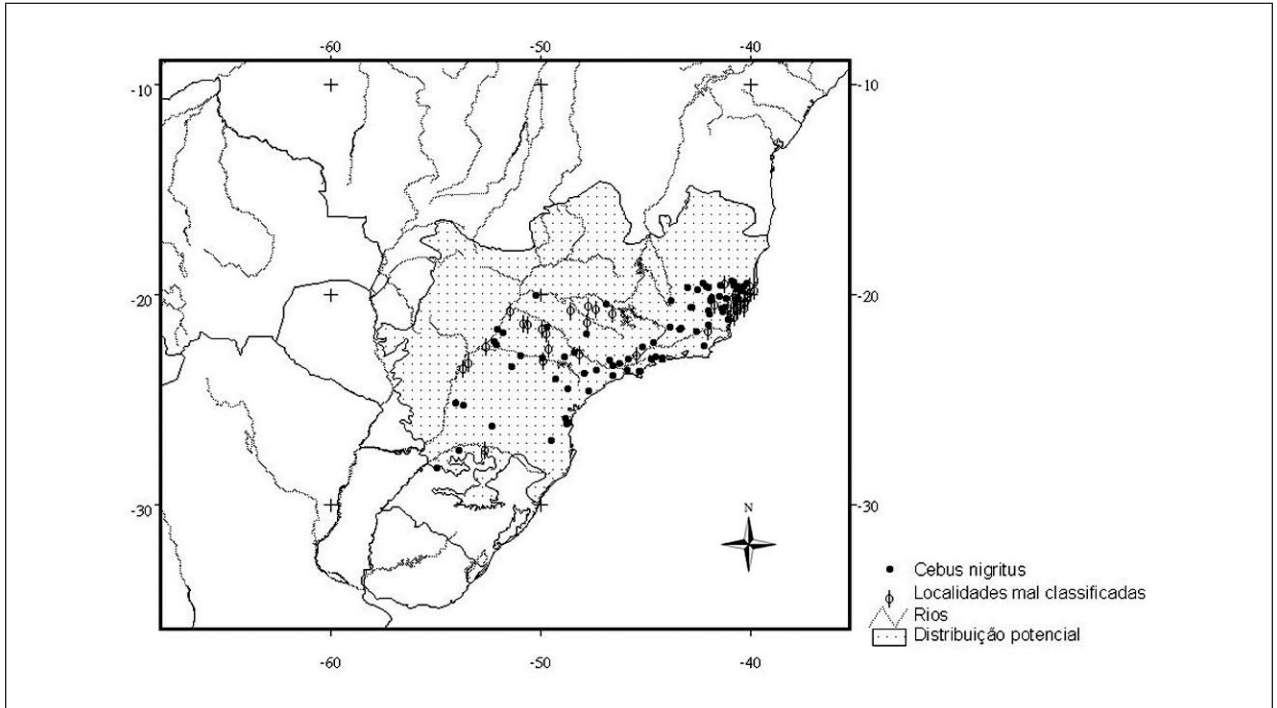 -60 -50 -40
-10 -10
-20 -20
-30 -30
N
Cebus nigritus
Localidades mal classificadas
Rios
Distribuição potencial
-60 -50 -40